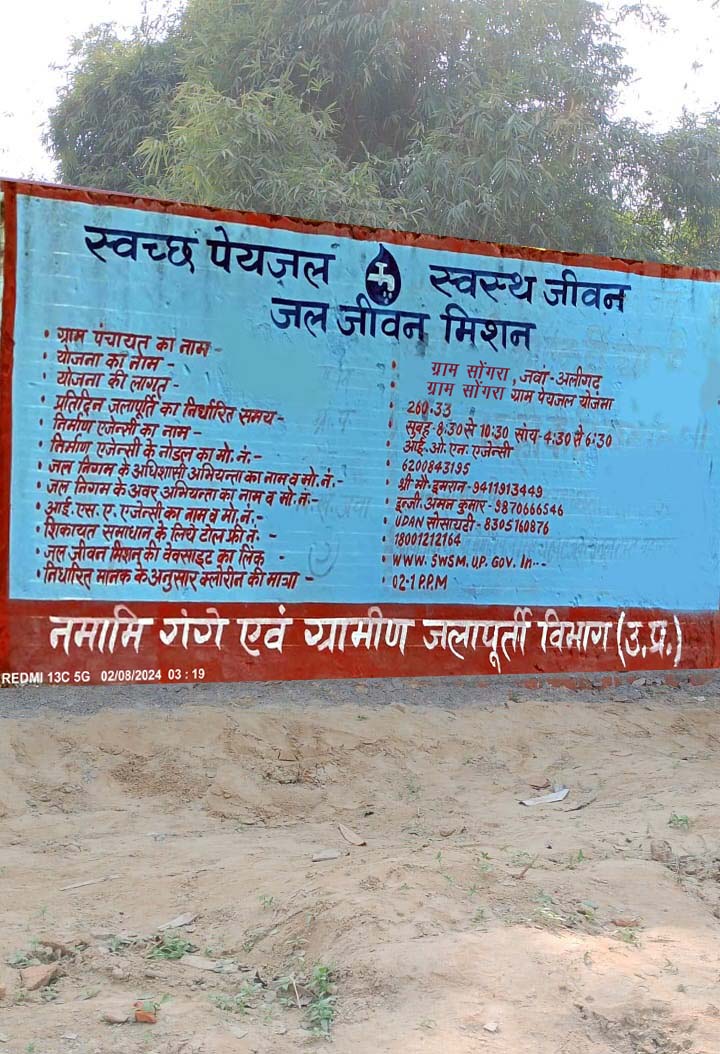 स्वच्छ पेयजल स्वस्थ जीवन
जल जीवन मिशन
• ग्राम पंचायत का नाम - • ग्राम सोंगरा , जवां-अलीगढ़
• योजना का नाम - • ग्राम सोंगरा ग्राम पेयजल योजना
• योजना की लागत - • 260.33
• प्रतिदिन जलापूर्ति का निर्धारित समय - • सुबह-8:30से 10:30 सांय-4:30से 6:30
• निर्माण एजेन्सी का नाम - • आई.ओ.एन. एजेन्सी
• निर्माण एजेन्सी के नोडल का मो.नं.- • 6200843195
• जल निगम के अधिशासी अभियन्ता का नाम व मो.नं.- • श्री मौ० इमरान-9411913449
• जल निगम के अवर अभियन्ता का नाम व मो.नं.- • इन्जी. अमन कुमार-9870666546
• आई.एस.ए. एजेन्सी का नाम व मो.नं.- • UDAN सोसायटी-8305760876
• शिकायत समाधान के लिये टोल फ्री नं.- • 18001212164
• जल जीवन मिशन की वेबसाइट का लिंक - • WWW. SWSM. UP. GOV. In--
• निर्धारित मानक के अनुसार क्लोरीन की मात्रा - • 02-1 P.P.M
नमामि गंगे एवं ग्रामीण जलापूर्ती विभाग (उ.प्र.)
REDMI 13C 5G 02/08/2024 03:19